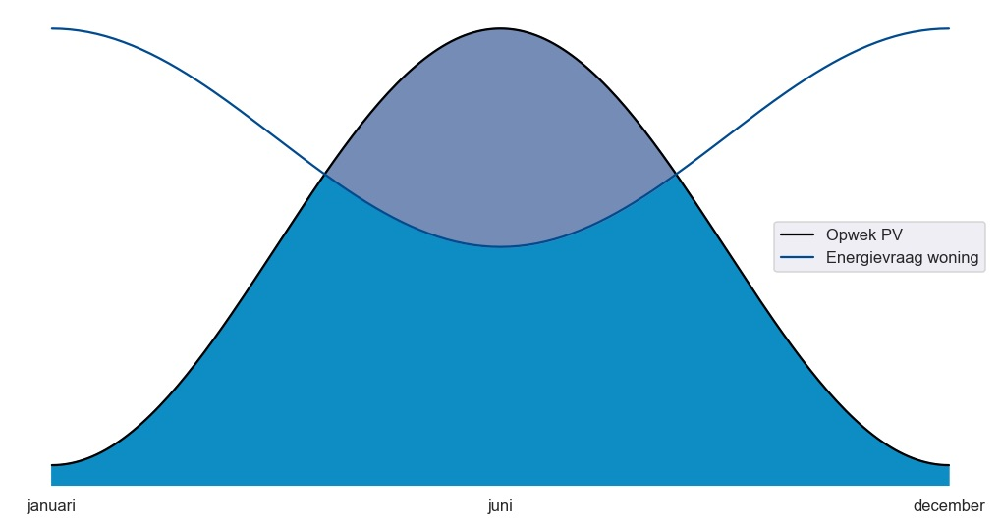 Opwek PV
Energievraag woning
januari
juni
december